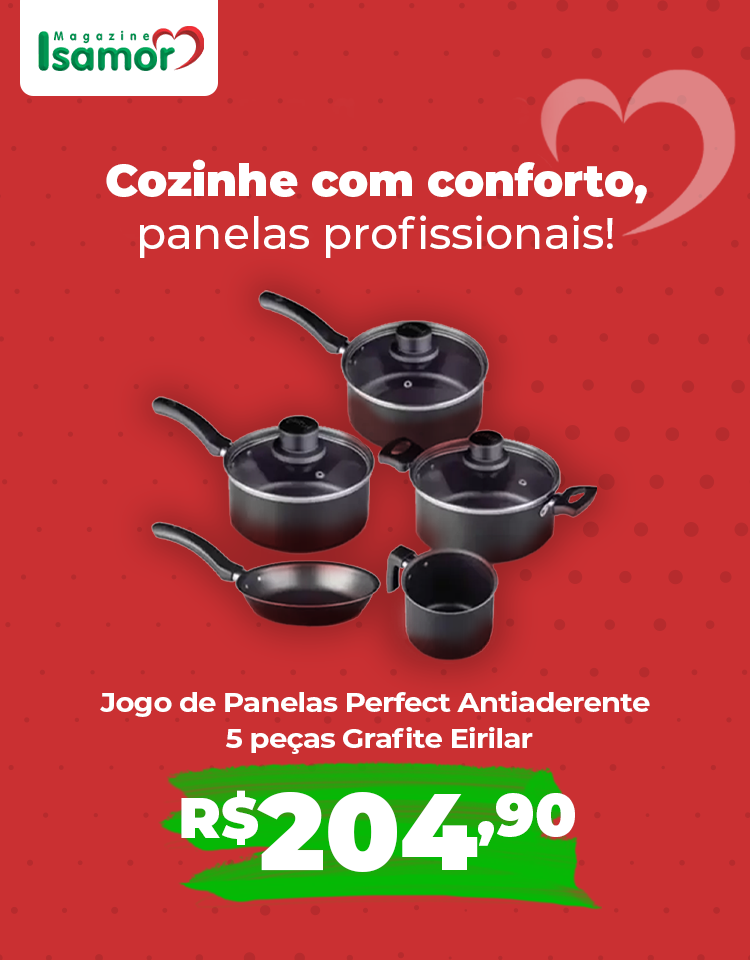 Magazine
Isamor
Cozinhe com conforto,
panelas profissionais!
Jogo de Panelas Perfect Antiaderente
5 peças Grafite Eirilar
R$204,90